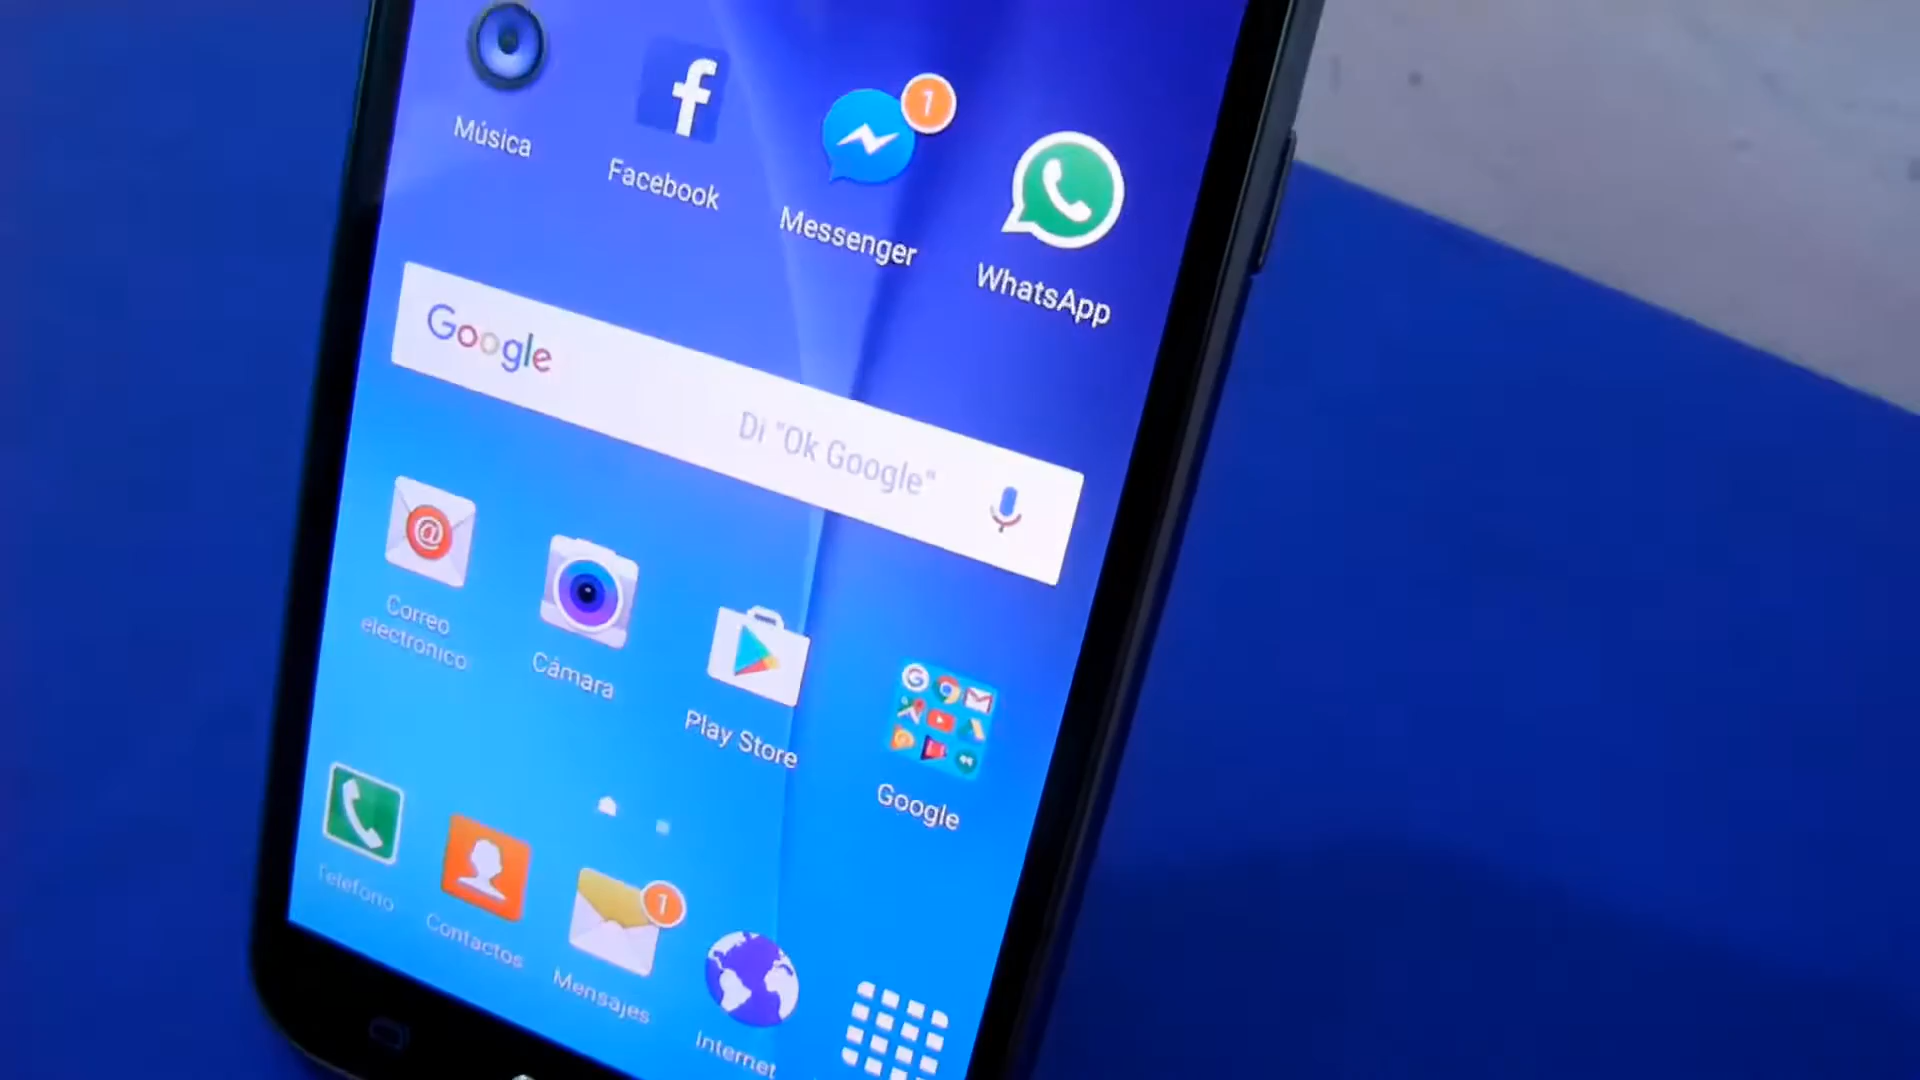 Música
Facebook
1
Messenger
WhatsApp
Google
Di "Ok Google"
Correo
electrónico
Cámara
Play Store
Google
Teléfono
Contactos
1
Mensajes
Internet